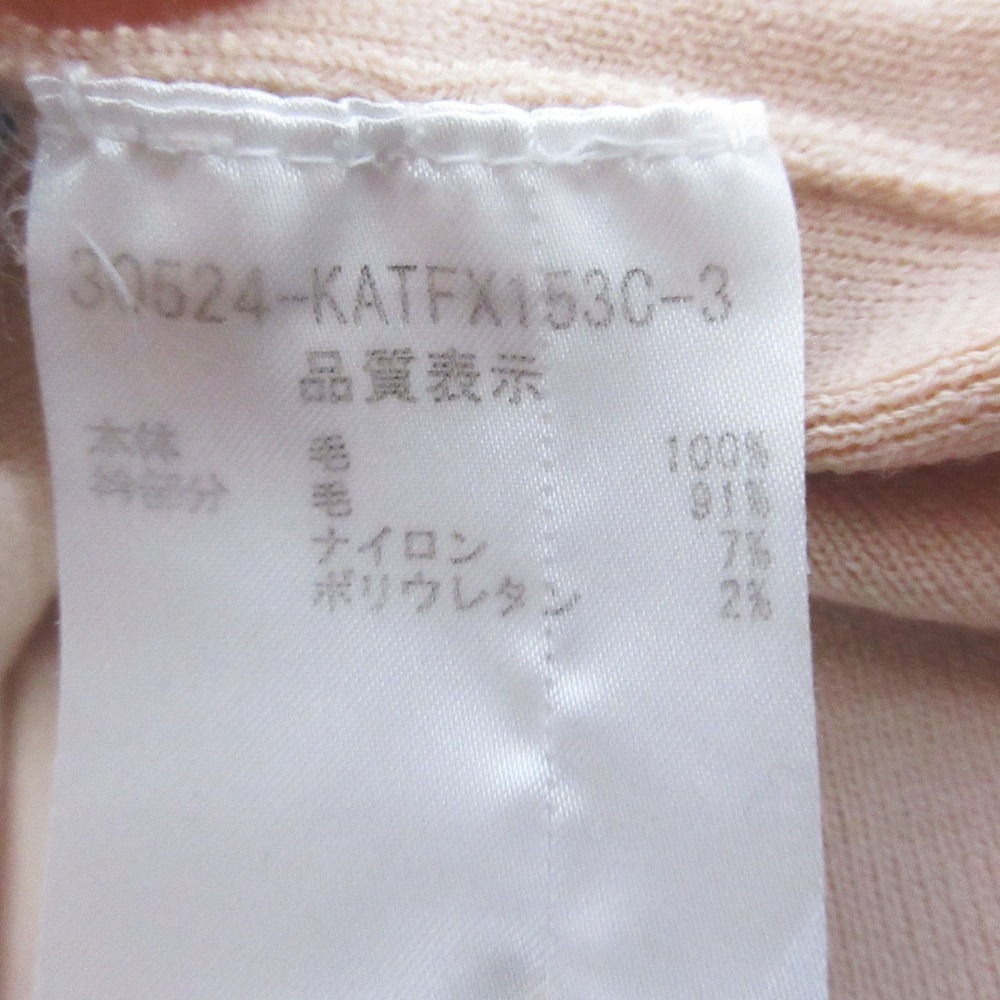 30524-KATFX153C-3
品質表示
本体 毛 100%
衿部分 毛 91%
ナイロン 7%
ポリウレタン 2%